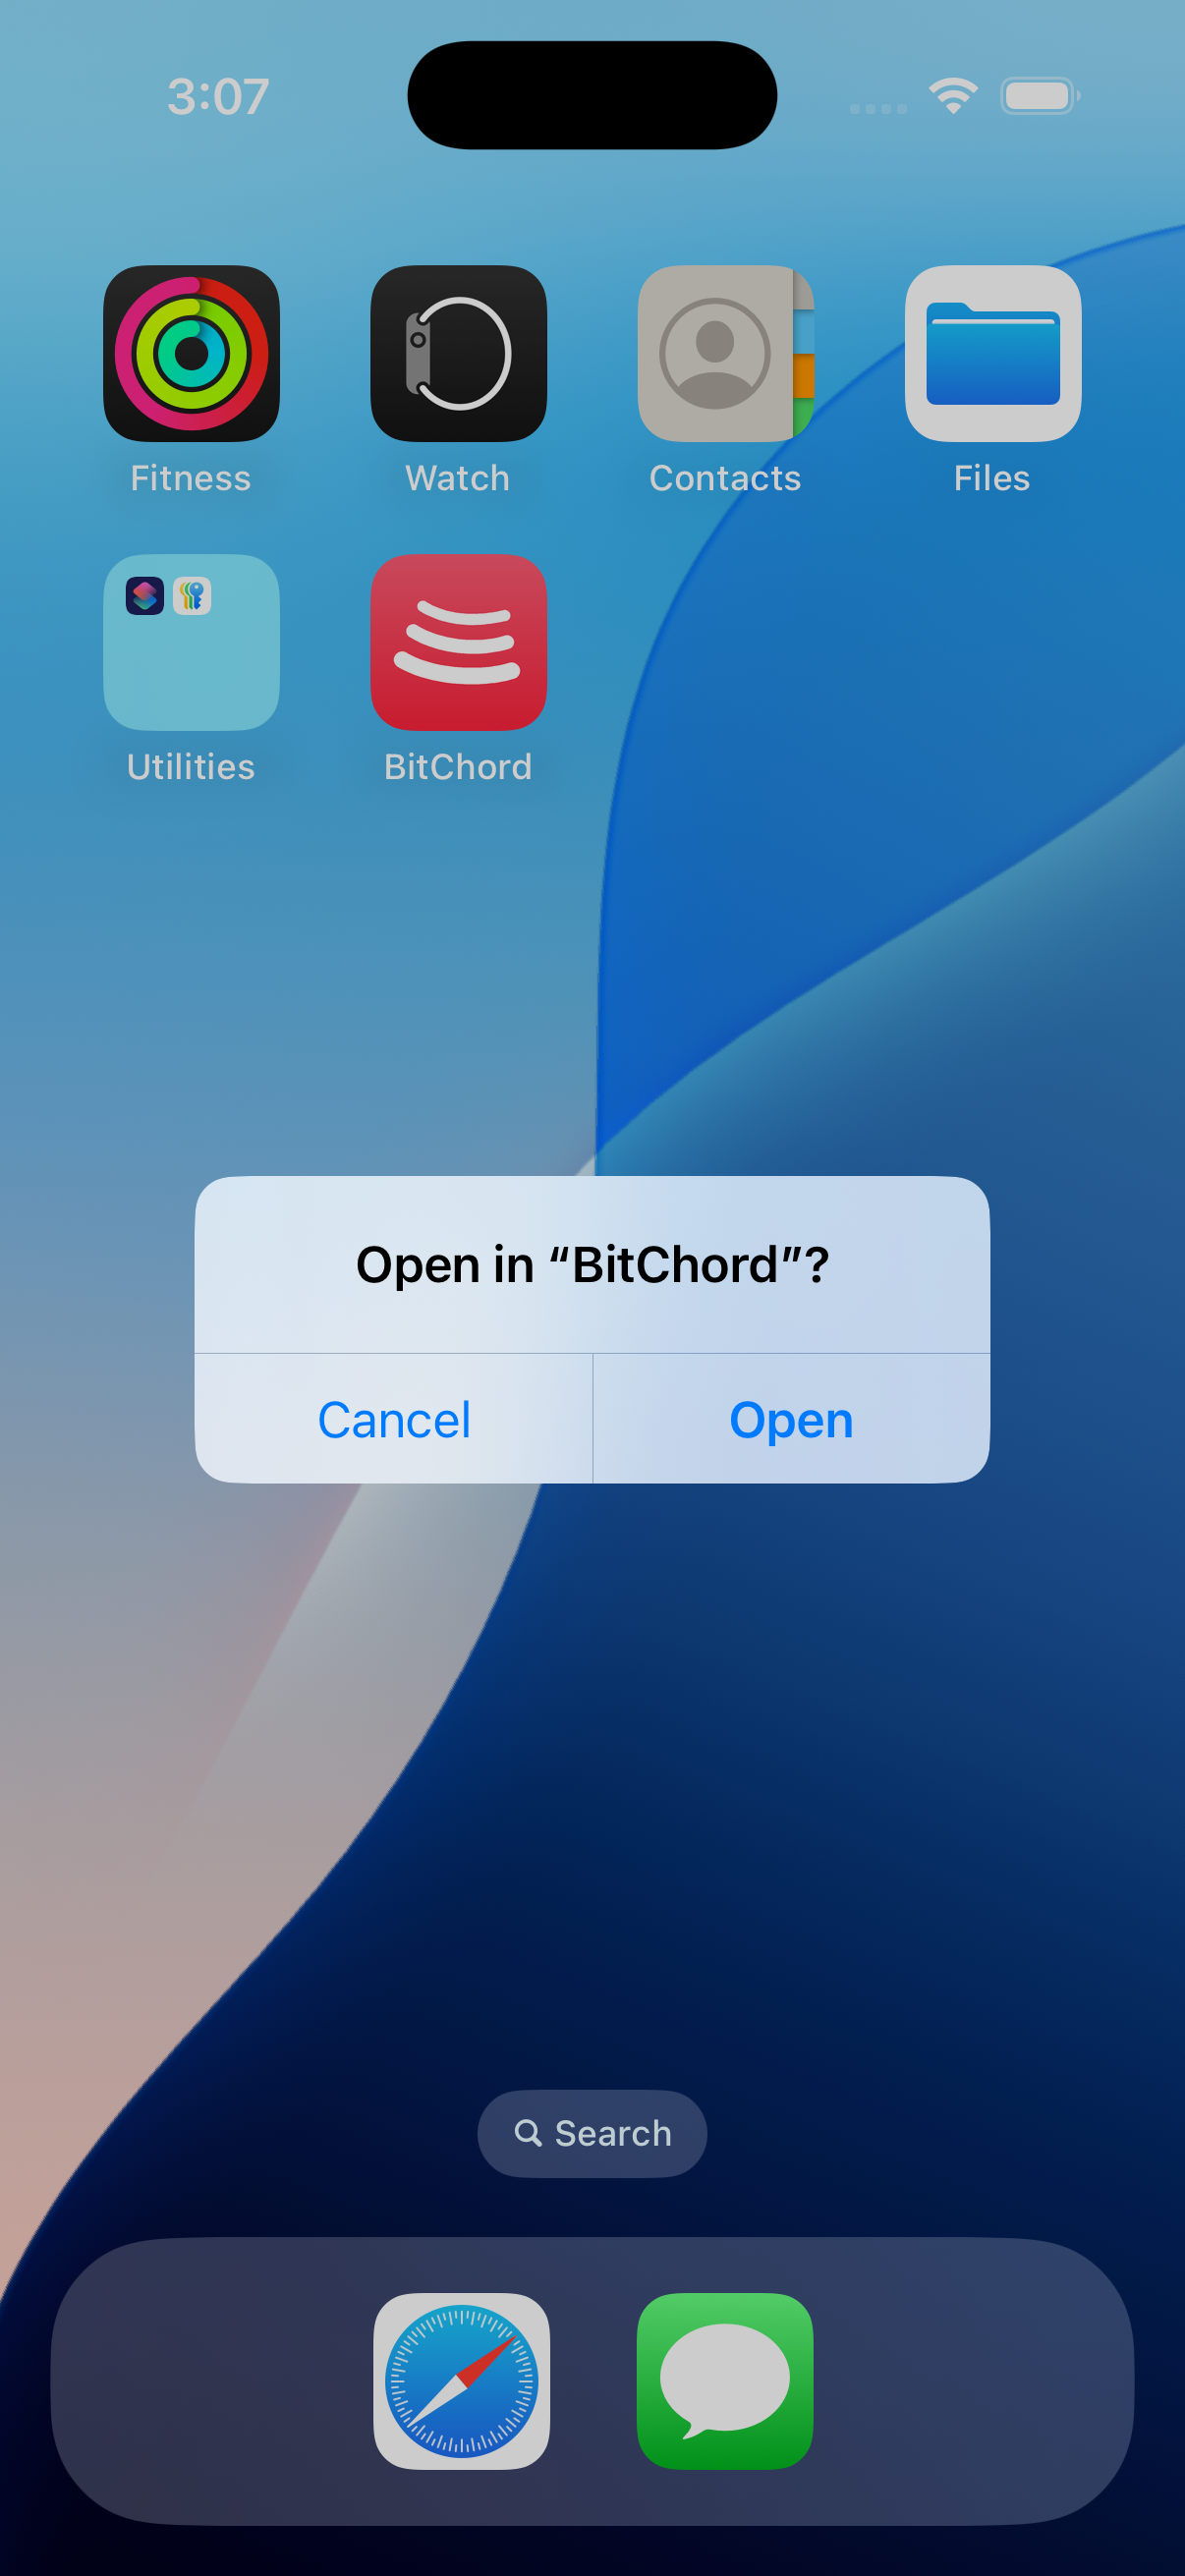 3:07
Fitness
Watch
Contacts
Files
Utilities
BitChord
Open in “BitChord”?
Cancel
Open
Search